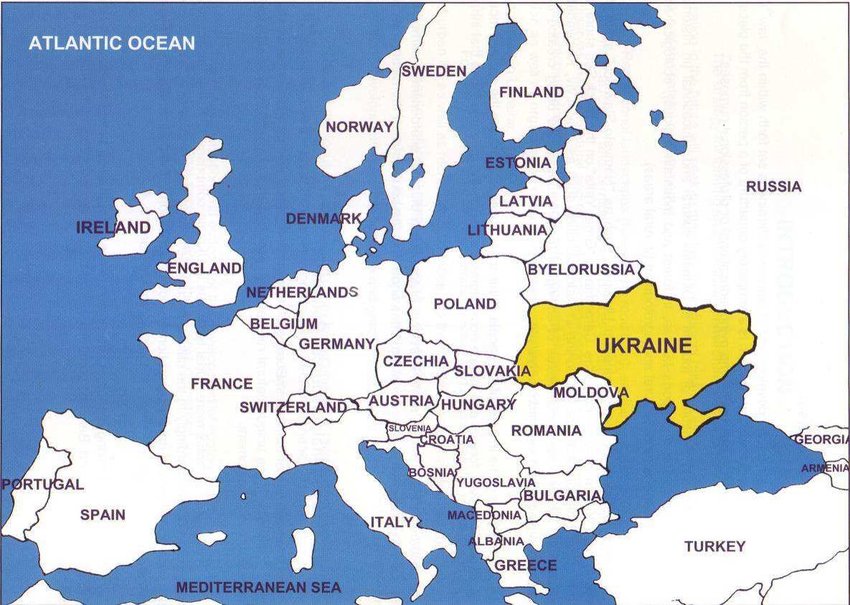 ATLANTIC OCEAN
SWEDEN
FINLAND
NORWAY
ESTONIA
RUSSIA
LATVIA
DENMARK
IRELAND
LITHUANIA
ENGLAND
BYELORUSSIA
NETHERLANDS
POLAND
BELGIUM
GERMANY
UKRAINE
CZECHIA
SLOVAKIA
FRANCE
MOLDOVA
AUSTRIA
SWITZERLAND
HUNGARY
SLOVENIA
ROMANIA
CROATIA
GEORGIA
ARMENIA
BOSNIA
PORTUGAL
YUGOSLAVIA
BULGARIA
SPAIN
MACEDONIA
ITALY
ALBANIA
TURKEY
GREECE
MEDITERRANEAN SEA